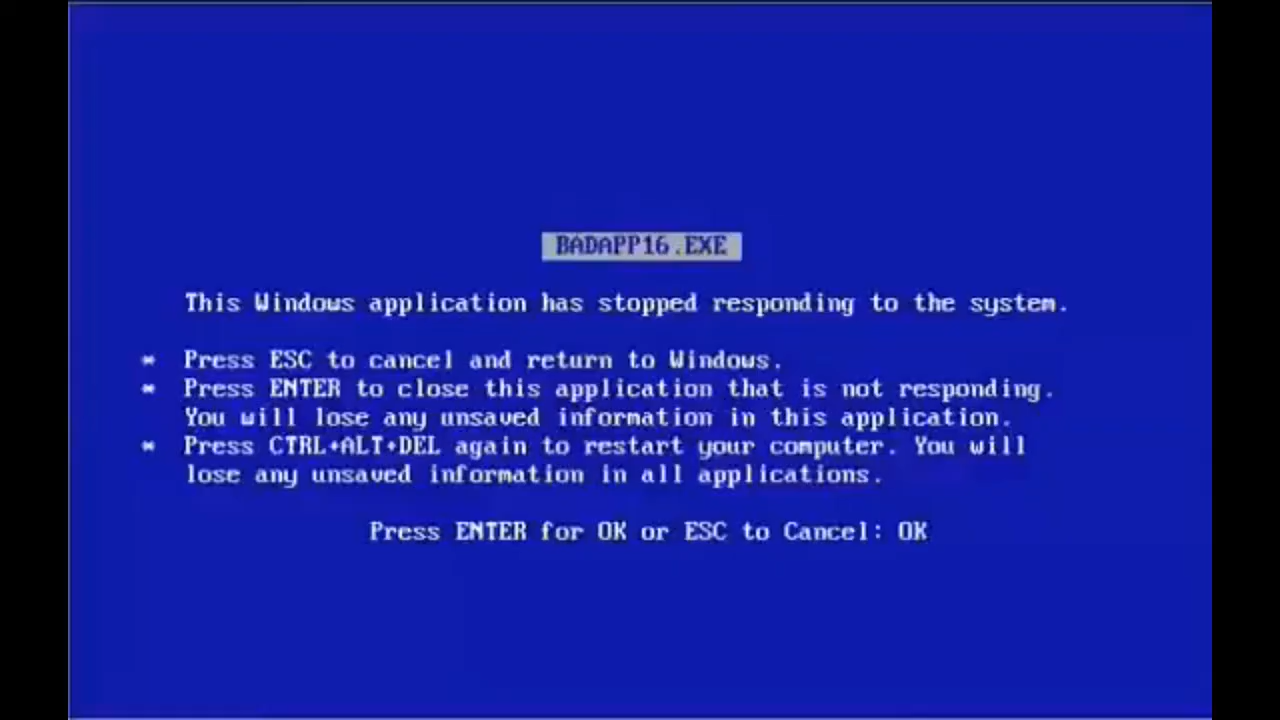 BADAPP16.EXE
This Windows application has stopped responding to the system.
* Press ESC to cancel and return to Windows.
* Press ENTER to close this application that is not responding.
You will lose any unsaved information in this application.
* Press CTRL+ALT+DEL again to restart your computer. You will
lose any unsaved information in all applications.
Press ENTER for OK or ESC to Cancel: OK